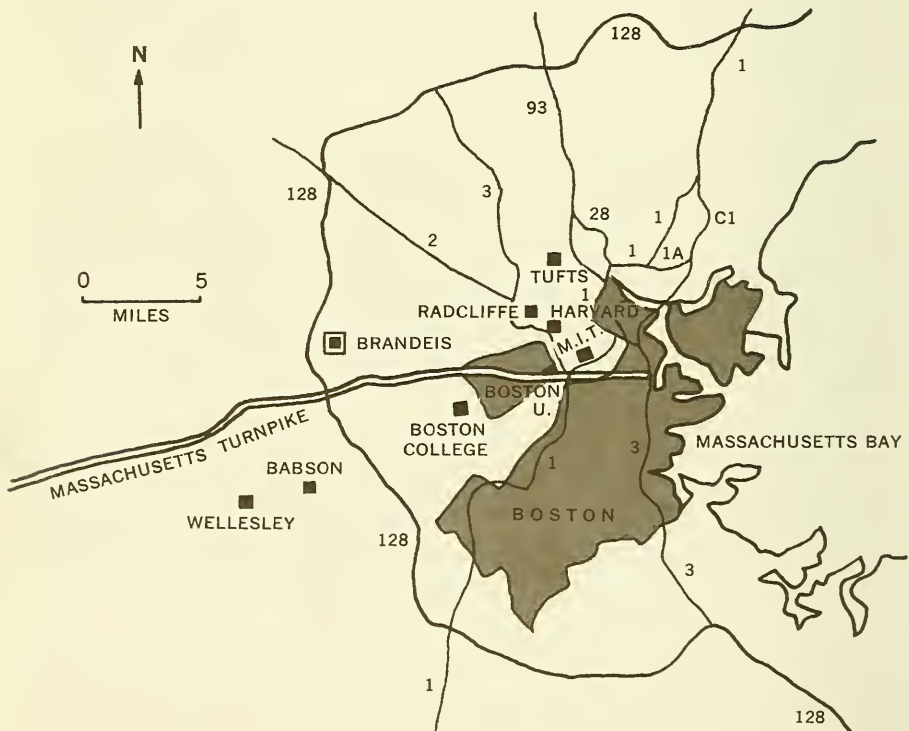 128
N
1
93
128
3
28
1
C1
2
1
1A
0 5
MILES
TUFTS
1
RADCLIFFE
HARVARD
M.I.T.
BRANDEIS
BOSTON
U.
BOSTON
COLLEGE
MASSACHUSETTS TURNPIKE
MASSACHUSETTS BAY
1
3
BABSON
WELLESLEY
BOSTON
128
3
1
128